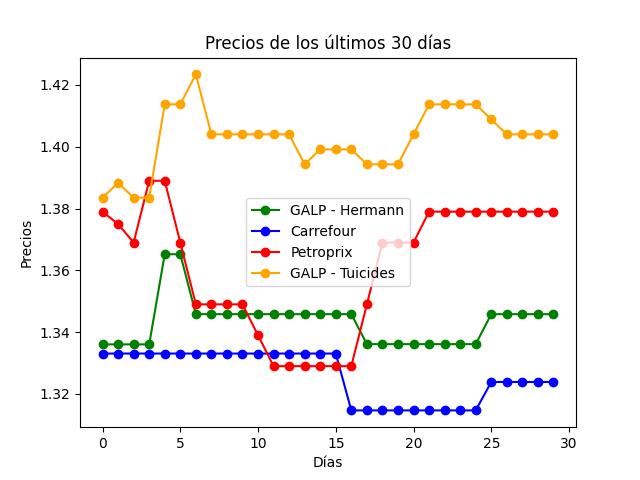 Precios de los últimos 30 días
1.42
1.40
1.38
1.36
1.34
1.32
Precios
GALP - Hermann
Carrefour
Petroprix
GALP - Tuicides
0 5 10 15 20 25 30
Días